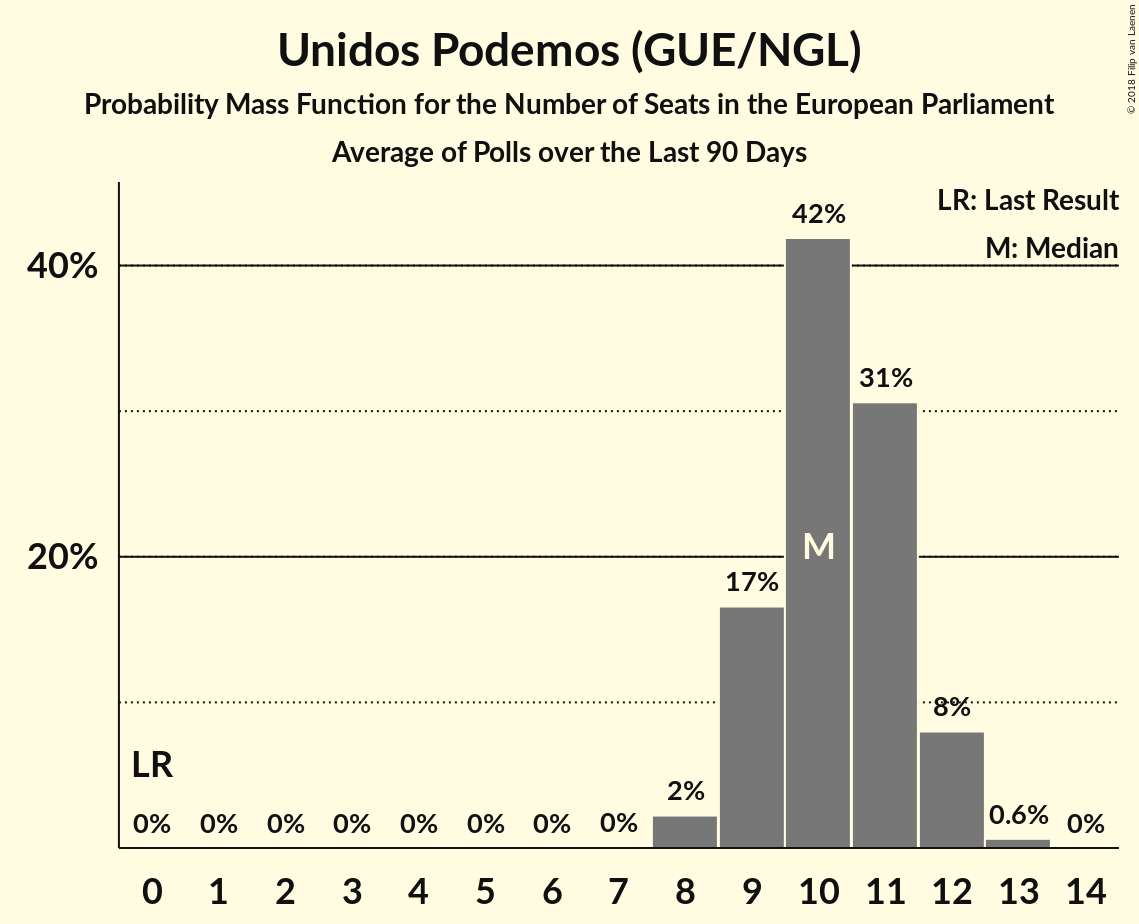 Unidos Podemos (GUE/NGL)
Probability Mass Function for the Number of Seats in the European Parliament
Average of Polls over the Last 90 Days
© 2018 Filip van Laenen
LR: Last Result
M: Median
42%
40%
31%
M
20%
17%
8%
LR
2%
0% 0% 0% 0% 0% 0% 0% 0% 0.6% 0%
0 1 2 3 4 5 6 7 8 9 10 11 12 13 14